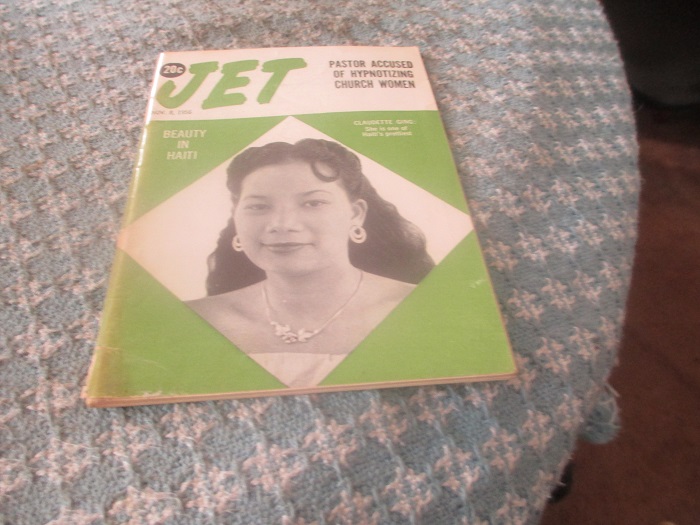 20c
JET
PASTOR ACCUSED
OF HYPNOTIZING
CHURCH WOMEN
BEAUTY
IN
HAITI
CLAUDETTE
She is one of
Haiti's prettiest